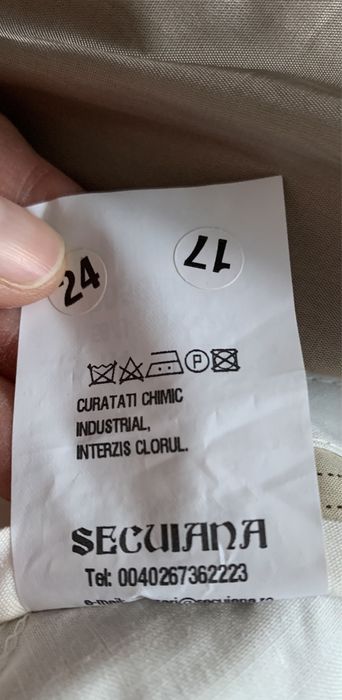 24 17
P
CURATATI CHIMIC
INDUSTRIAL,
INTERZIS CLORUL.
SECUIANA
Tel: 0040267362223